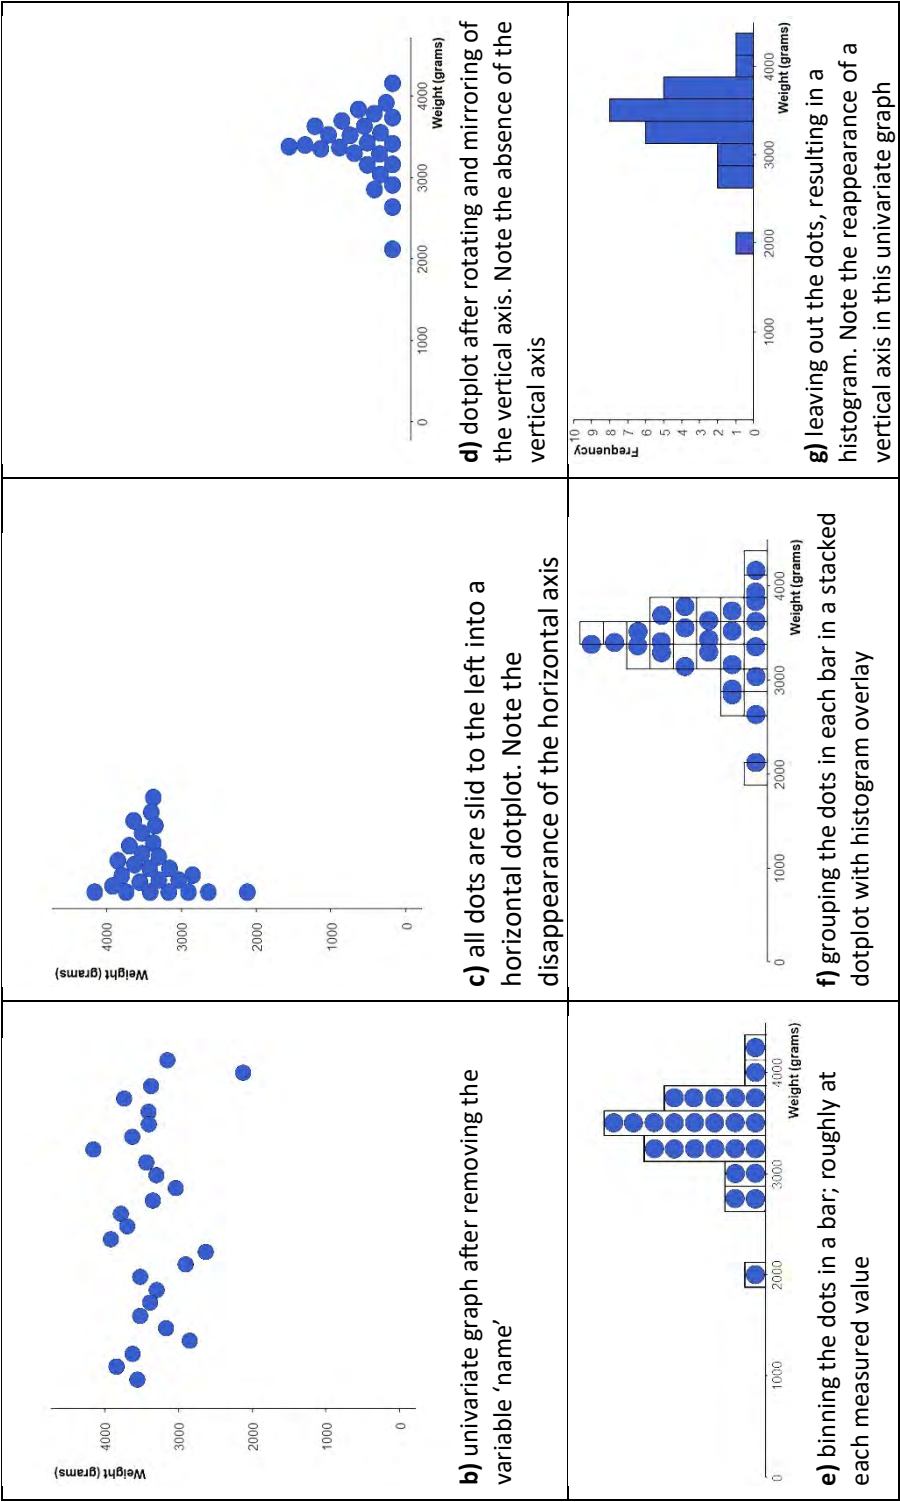 Weight (grams)
4000
3000
2000
1000
0
b) univariate graph after removing the
variable ‘name’
Weight (grams)
4000
3000
2000
1000
0
c) all dots are slid to the left into a
horizontal dotplot. Note the
disappearance of the horizontal axis
0 1000 2000 3000 4000
Weight (grams)
d) dotplot after rotating and mirroring of
the vertical axis. Note the absence of the
vertical axis
0 1000 2000 3000 4000
Weight (grams)
e) binning the dots in a bar; roughly at
each measured value
0 1000 2000 3000 4000
Weight (grams)
f) grouping the dots in each bar in a stacked
dotplot with histogram overlay
Frequency
10
9
8
7
6
5
4
3
2
1
0
1000 2000 3000 4000
Weight (grams)
g) leaving out the dots, resulting in a
histogram. Note the reappearance of a
vertical axis in this univariate graph